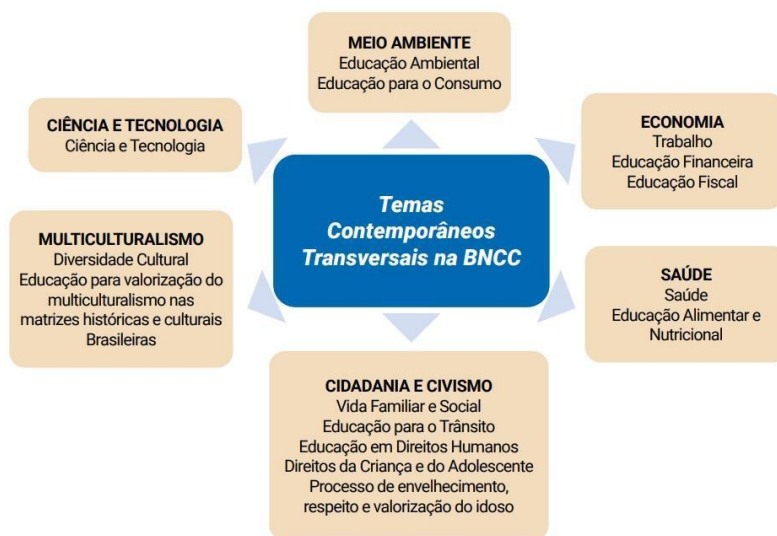 MEIO AMBIENTE
Educação Ambiental
Educação para o Consumo
CIÊNCIA E TECNOLOGIA
Ciência e Tecnologia
ECONOMIA
Trabalho
Educação Financeira
Educação Fiscal
Temas
Contemporâneos
Transversais na BNCC
MULTICULTURALISMO
Diversidade Cultural
Educação para valorização do
multiculturalismo nas
matrizes históricas e culturais
Brasileiras
SAÚDE
Saúde
Educação Alimentar e
Nutricional
CIDADANIA E CIVISMO
Vida Familiar e Social
Educação para o Trânsito
Educação em Direitos Humanos
Direitos da Criança e do Adolescente
Processo de envelhecimento,
respeito e valorização do idoso